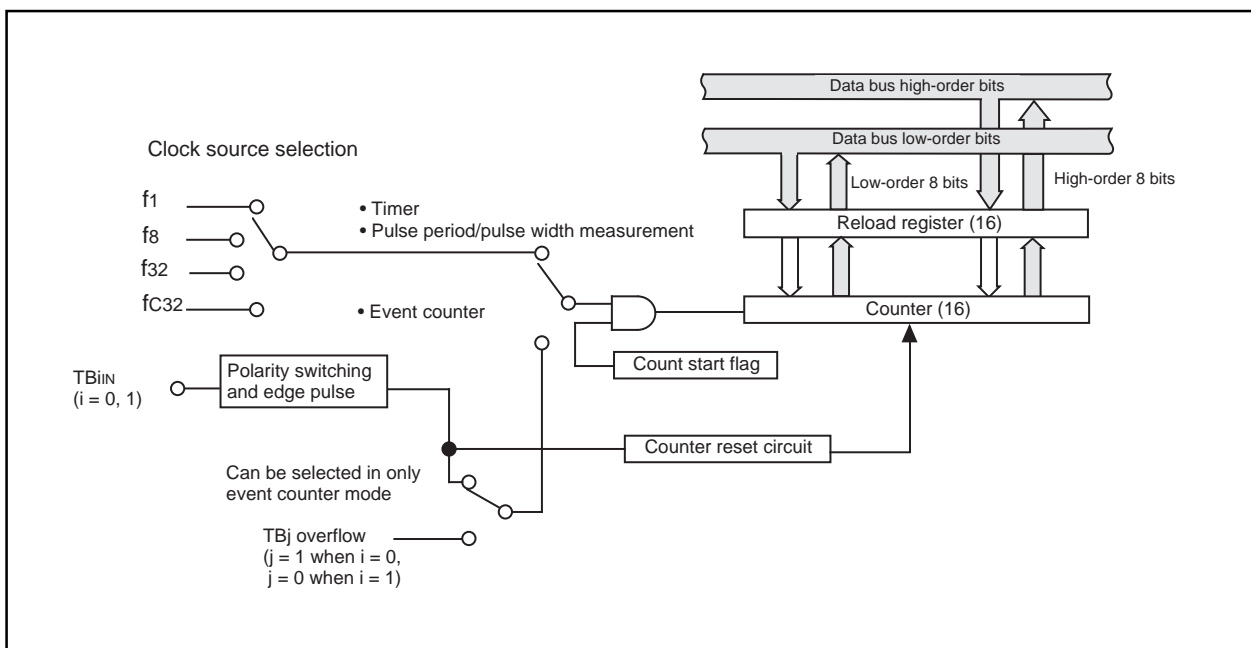 Data bus high-order bits
Data bus low-order bits
Clock source selection
Low-order 8 bits
High-order 8 bits
f1
• Timer
Reload register (16)
• Pulse period/pulse width measurement
f8
f32
fC32
• Event counter
Counter (16)
Count start flag
TBiIN
(i = 0, 1)
Polarity switching
and edge pulse
Counter reset circuit
Can be selected in only
event counter mode
TBj overflow
(j = 1 when i = 0,
j = 0 when i = 1)